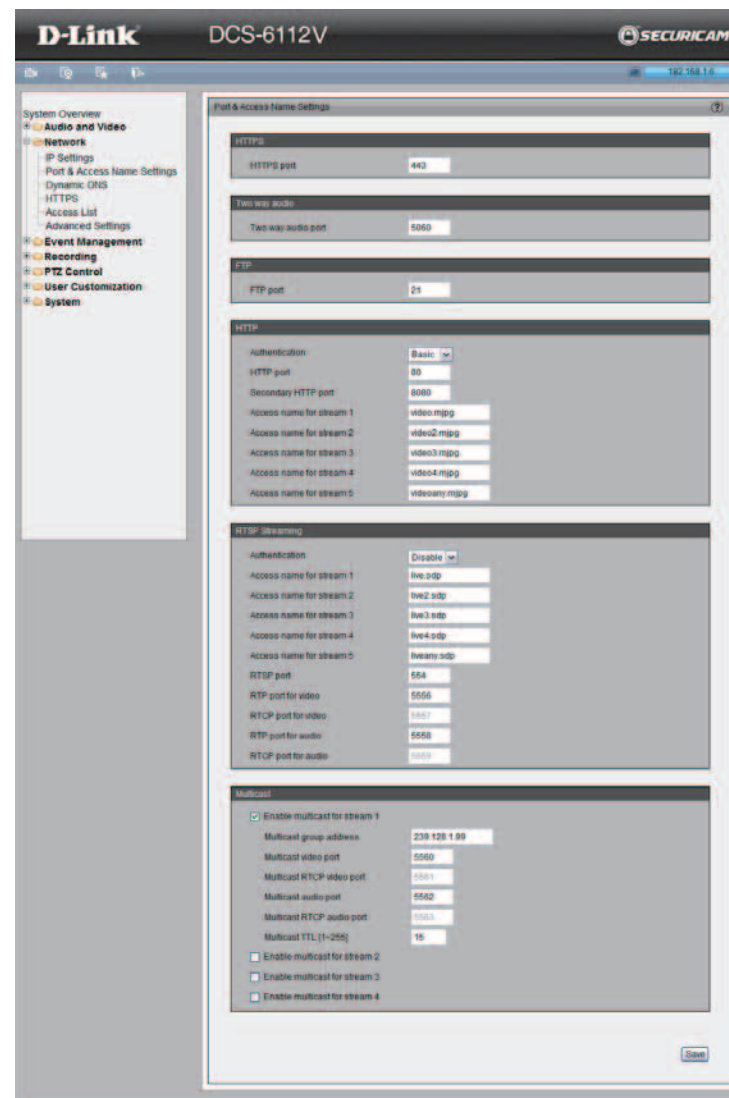 D-Link
DCS-6112V
SECURICAM
192.168.1.6
System Overview
Audio and Video
Network
IP Settings
Port & Access Name Settings
Dynamic DNS
HTTPS
Access List
Advanced Settings
Event Management
Recording
PTZ Control
User Customization
System
Port & Access Name Settings
HTTPS
HTTPS port 443
Two way audio
Two way audio port 5060
FTP
FTP port 21
HTTP
Authentication Basic
HTTP port 80
Secondary HTTP port 8080
Access name for stream 1 video.mjpg
Access name for stream 2 video2.mjpg
Access name for stream 3 video3.mjpg
Access name for stream 4 video4.mjpg
Access name for stream 5 videoany.mjpg
RTSP Streaming
Authentication Disable
Access name for stream 1 live.sdp
Access name for stream 2 live2.sdp
Access name for stream 3 live3.sdp
Access name for stream 4 live4.sdp
Access name for stream 5 liveany.sdp
RTSP port 554
RTP port for video 5556
RTCP port for video 5557
RTP port for audio 5558
RTCP port for audio 5559
Multicast
Enable multicast for stream 1
Multicast group address 239.128.1.99
Multicast video port 5560
Multicast RTCP video port 5561
Multicast audio port 5562
Multicast RTCP audio port 5563
Multicast TTL [1~255] 15
Enable multicast for stream 2
Enable multicast for stream 3
Enable multicast for stream 4
Save